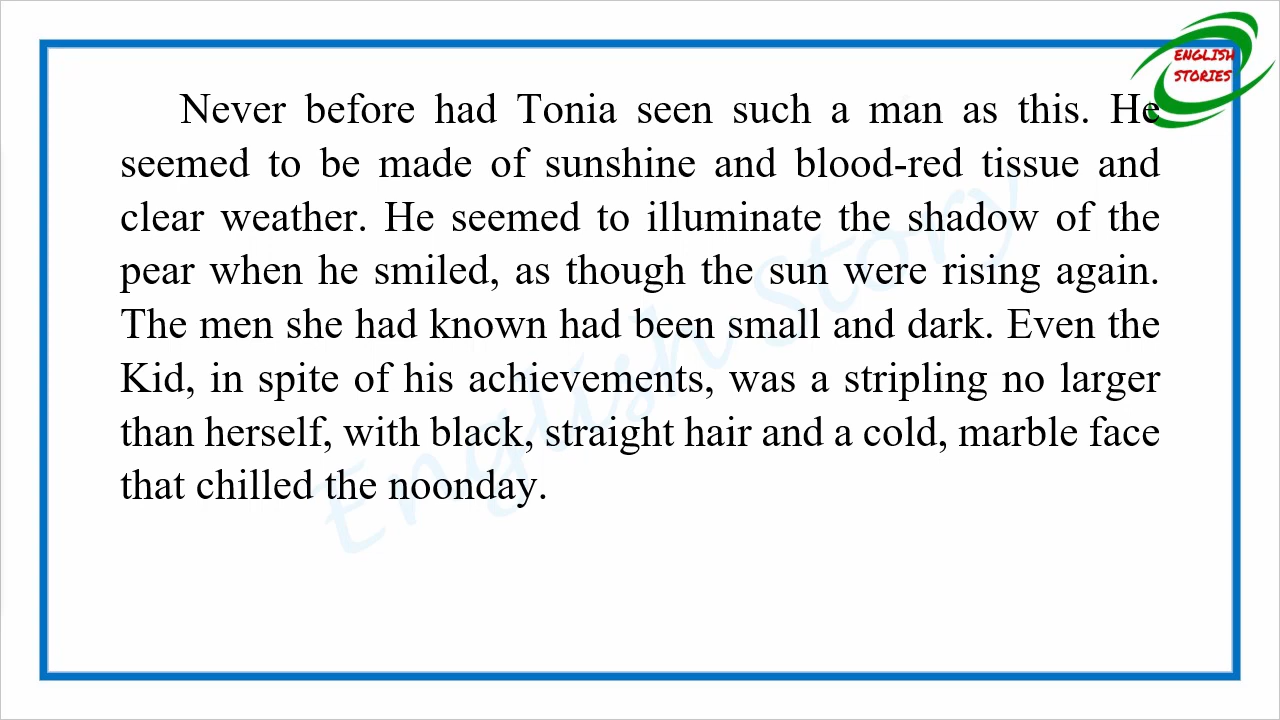 ENGLISH
STORIES
Never before had Tonia seen such a man as this. He
seemed to be made of sunshine and blood-red tissue and
clear weather. He seemed to illuminate the shadow of the
pear when he smiled, as though the sun were rising again.
The men she had known had been small and dark. Even the
Kid, in spite of his achievements, was a stripling no larger
than herself, with black, straight hair and a cold, marble face
that chilled the noonday.
English Story